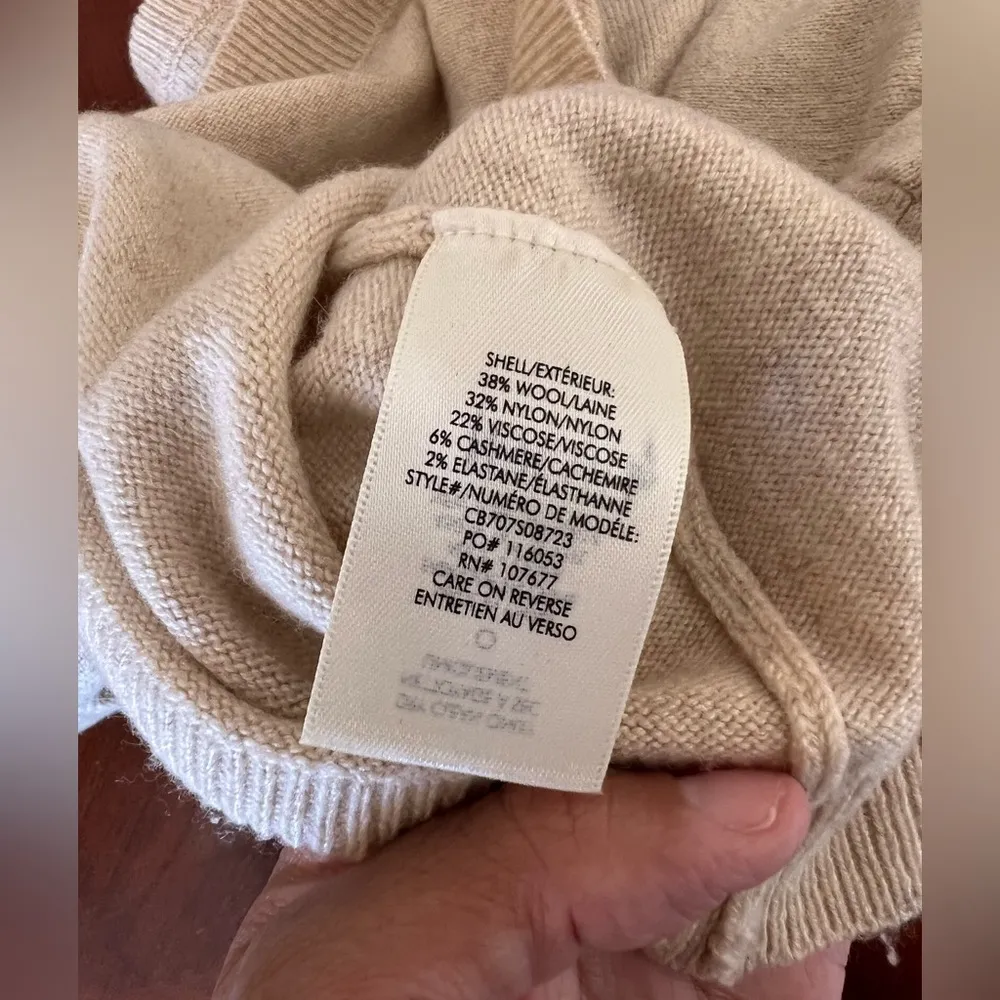 SHELL/EXTÉRIEUR:
38% WOOL/LAINE
32% NYLON/NYLON
22% VISCOSE/VISCOSE
6% CASHMERE/CACHEMIRE
2% ELASTANE/ÉLASTHANNE
STYLE#/NUMÉRO DE MODÉLE:
CB707S08723
PO# 116053
RN# 107677
CARE ON REVERSE
ENTRETIEN AU VERSO